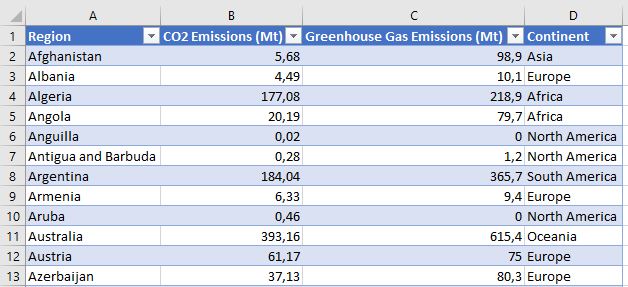 A B C D
1 Region CO2 Emissions (Mt) Greenhouse Gas Emissions (Mt) Continent
2 Afghanistan 5,68 98,9 Asia
3 Albania 4,49 10,1 Europe
4 Algeria 177,08 218,9 Africa
5 Angola 20,19 79,7 Africa
6 Anguilla 0,02 0 North America
7 Antigua and Barbuda 0,28 1,2 North America
8 Argentina 184,04 365,7 South America
9 Armenia 6,33 9,4 Europe
10 Aruba 0,46 0 North America
11 Australia 393,16 615,4 Oceania
12 Austria 61,17 75 Europe
13 Azerbaijan 37,13 80,3 Europe